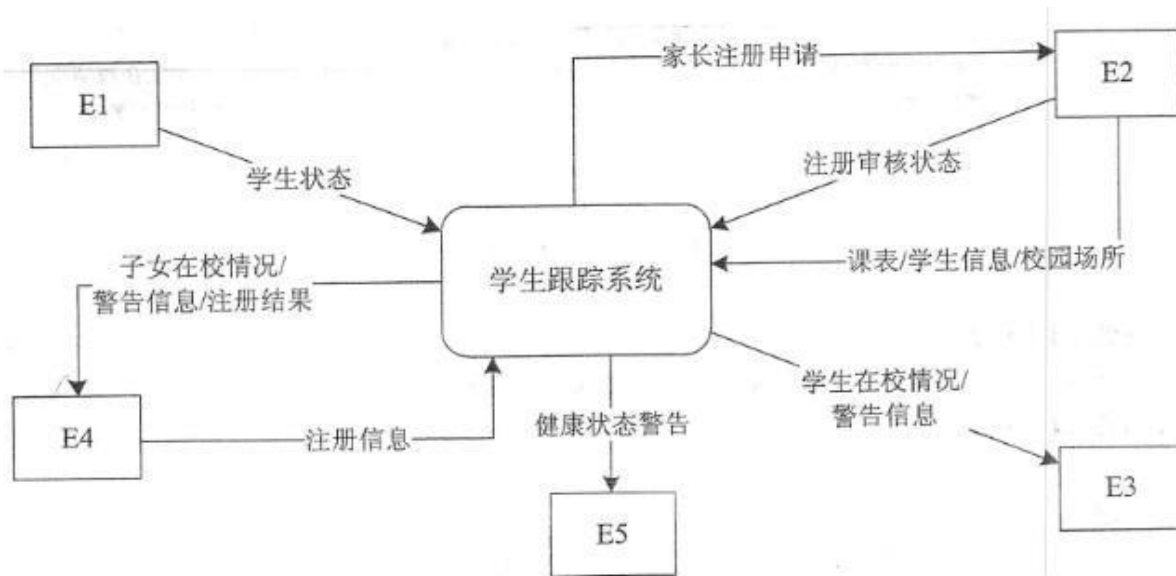 家长注册申请
E1
E2
学生状态
注册审核状态
子女在校情况/
警告信息/注册结果
学生跟踪系统
课表/学生信息/校园场所
学生在校情况/
警告信息
E4
注册信息
健康状态警告
E3
E5